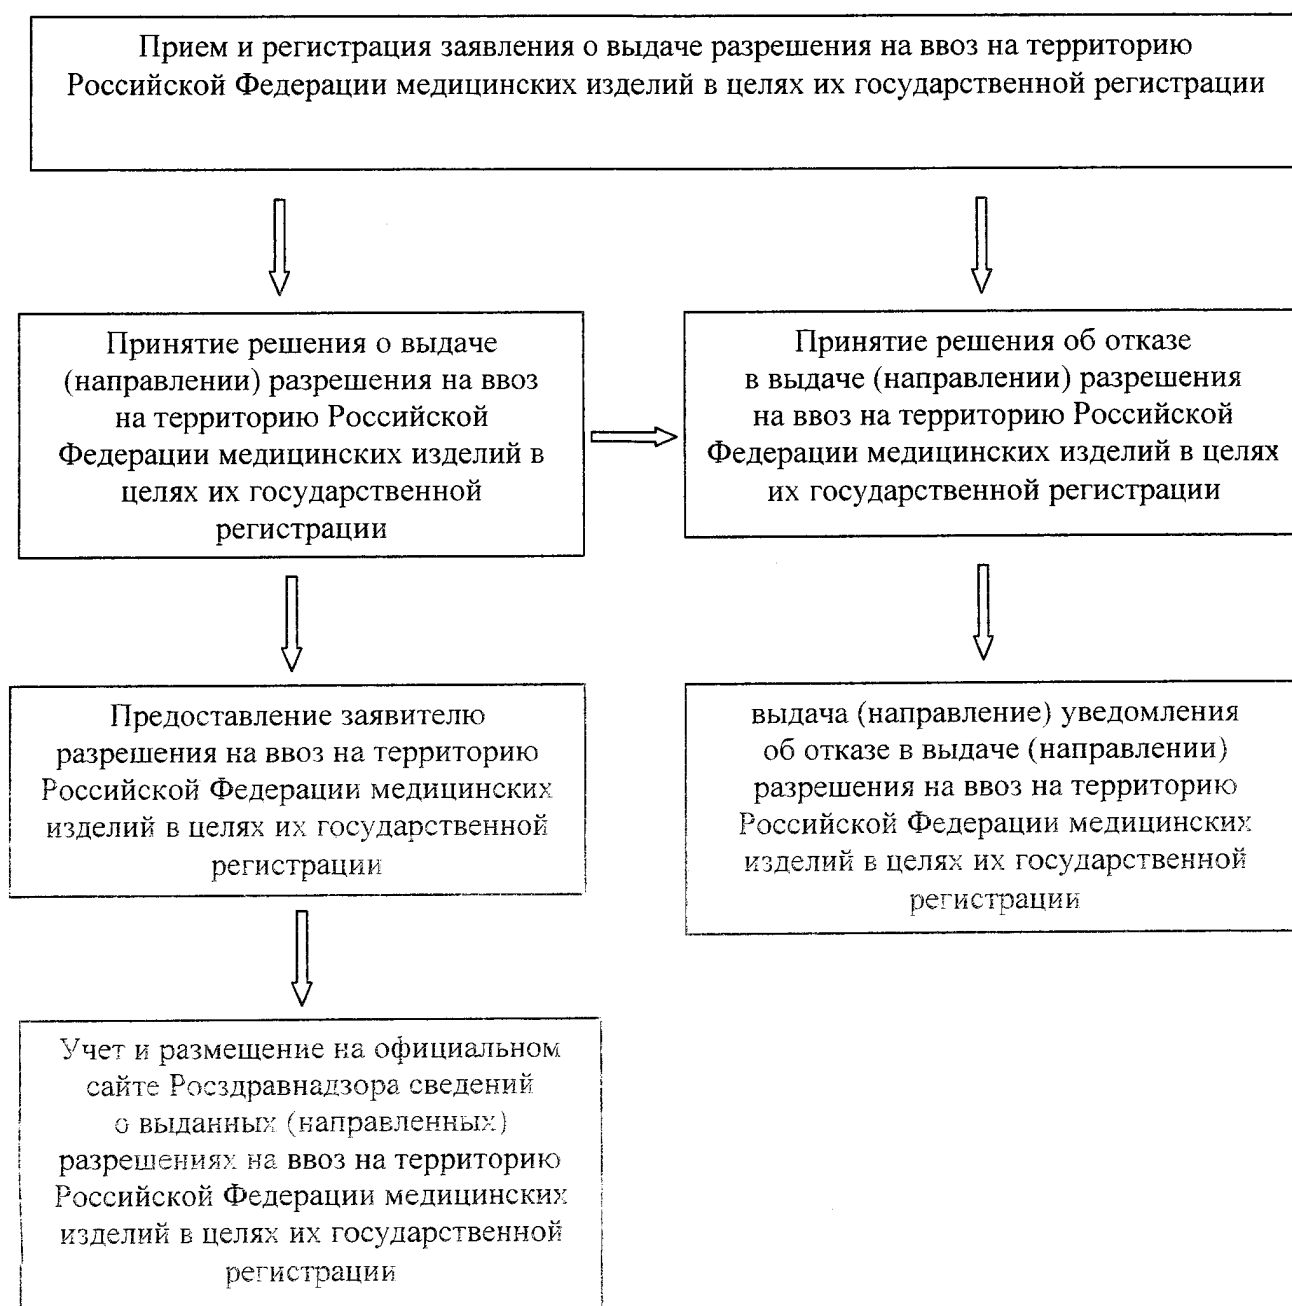 Прием и регистрация заявления о выдаче разрешения на ввоз на территорию
Российской Федерации медицинских изделий в целях их государственной регистрации
Принятие решения о выдаче
(направлении) разрешения на ввоз
на территорию Российской
Федерации медицинских изделий в
целях их государственной
регистрации
Принятие решения об отказе
в выдаче (направлении) разрешения
на ввоз на территорию Российской
Федерации медицинских изделий в целях
их государственной регистрации
Предоставление заявителю
разрешения на ввоз на территорию
Российской Федерации медицинских
изделий в целях их государственной
регистрации
выдача (направление) уведомления
об отказе в выдаче (направлении)
разрешения на ввоз на территорию
Российской Федерации медицинских
изделий в целях их государственной
регистрации
Учет и размещение на официальном
сайте Росздравнадзора сведений
о выданных (направленных)
разрешениях на ввоз на территорию
Российской Федерации медицинских
изделий в целях их государственной
регистрации